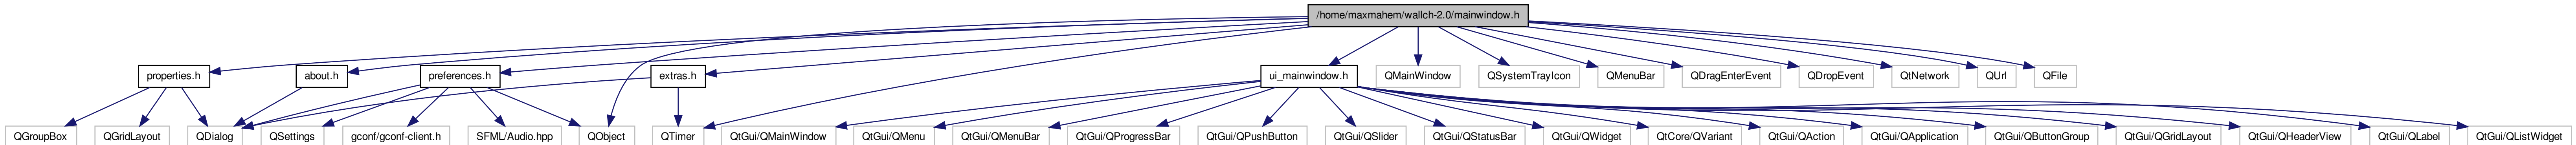 /home/maxmahem/wallch-2.0/mainwindow.h
properties.h
about.h
preferences.h
extras.h
ui_mainwindow.h
QMainWindow
QSystemTrayIcon
QMenuBar
QDragEnterEvent
QDropEvent
QtNetwork
QUrl
QFile
QGroupBox
QGridLayout
QDialog
QSettings
gconf/gconf-client.h
SFML/Audio.hpp
QObject
QTimer
QtGui/QMainWindow
QtGui/QMenu
QtGui/QMenuBar
QtGui/QProgressBar
QtGui/QPushButton
QtGui/QSlider
QtGui/QStatusBar
QtGui/QWidget
QtCore/QVariant
QtGui/QAction
QtGui/QApplication
QtGui/QButtonGroup
QtGui/QGridLayout
QtGui/QHeaderView
QtGui/QLabel
QtGui/QListWidget